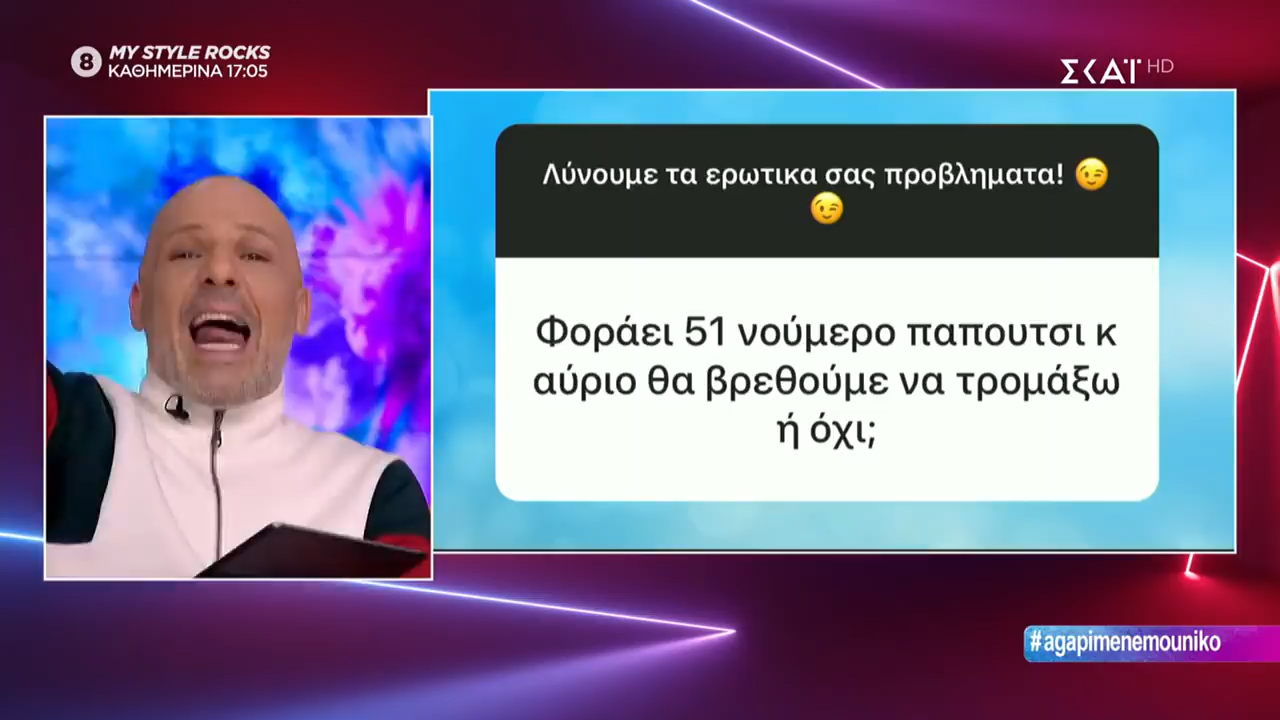 8 MY STYLE ROCKS
ΚΑΘΗΜΕΡΙΝΑ 17:05
ΣΚΑΪ HD
Λύνουμε τα ερωτικα σας προβληματα! 😉
😉
Φοράει 51 νούμερο παπουτσι κ
αύριο θα βρεθούμε να τρομάξω
ή όχι;
#agapimenemouniko